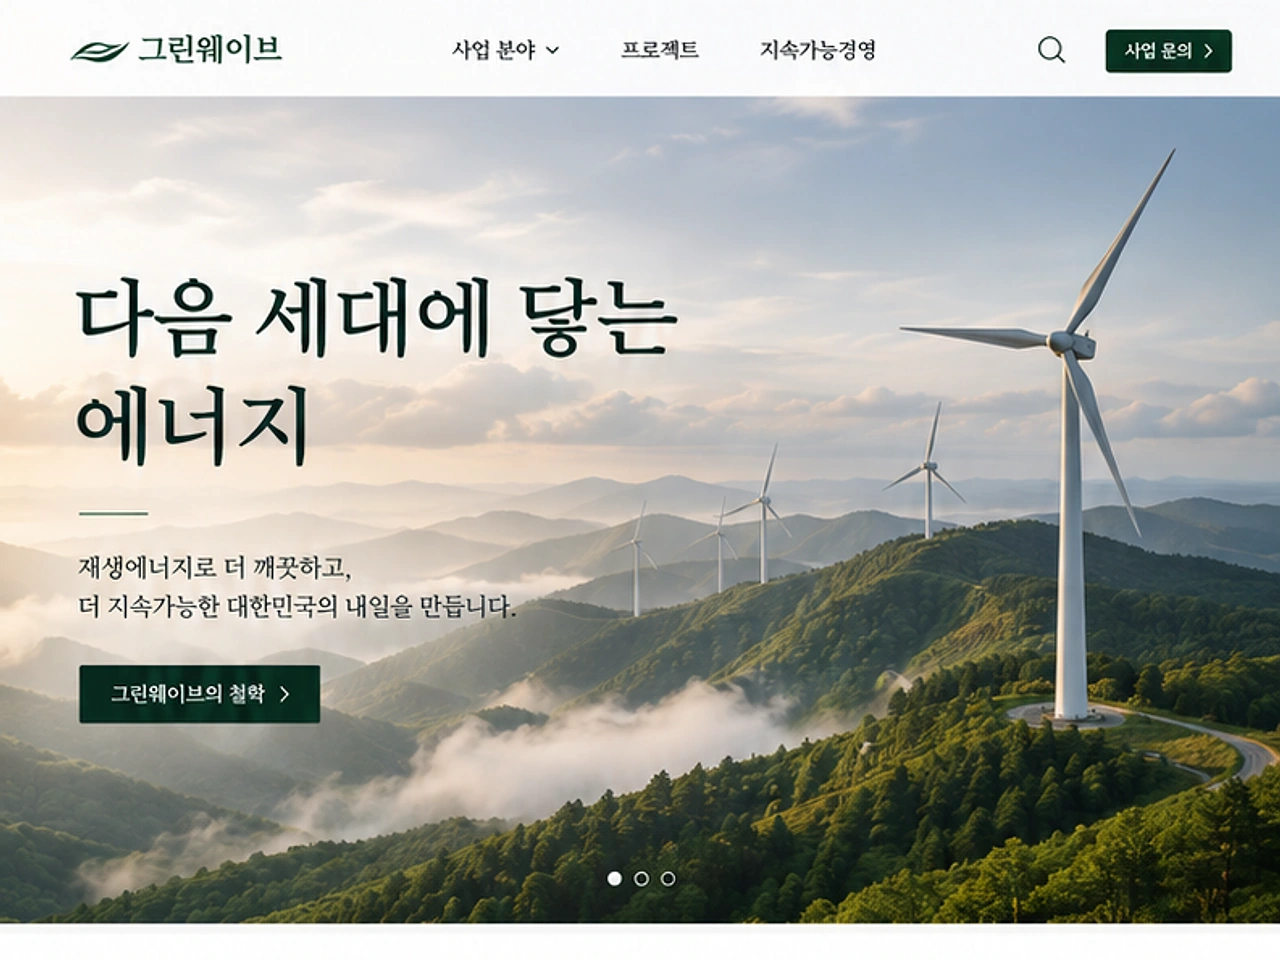 그린웨이브
사업 분야
프로젝트
지속가능경영
사업 문의
다음 세대에 닿는
에너지
재생에너지로 더 깨끗하고,
더 지속가능한 대한민국의 내일을 만듭니다.
그린웨이브의 철학